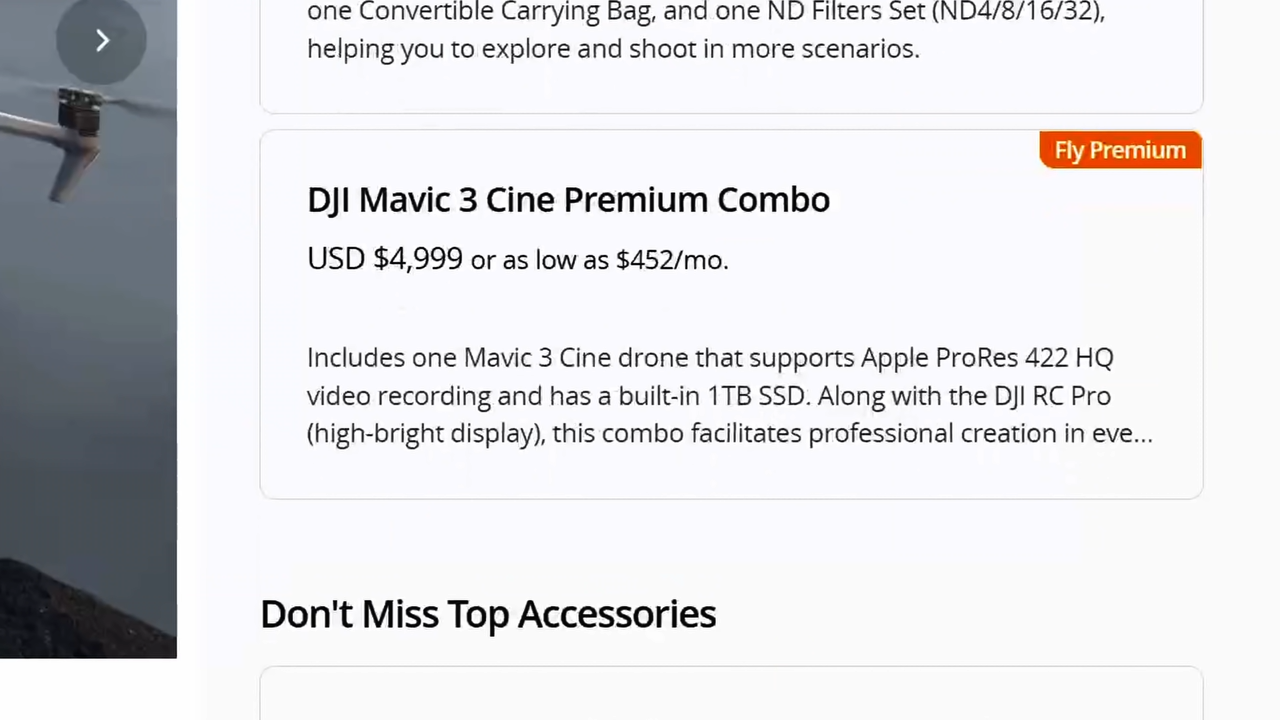 one Convertible Carrying Bag, and one ND Filters Set (ND4/8/16/32),
helping you to explore and shoot in more scenarios.
Fly Premium
DJI Mavic 3 Cine Premium Combo
USD $4,999 or as low as $452/mo.
Includes one Mavic 3 Cine drone that supports Apple ProRes 422 HQ
video recording and has a built-in 1TB SSD. Along with the DJI RC Pro
(high-bright display), this combo facilitates professional creation in eve...
Don't Miss Top Accessories